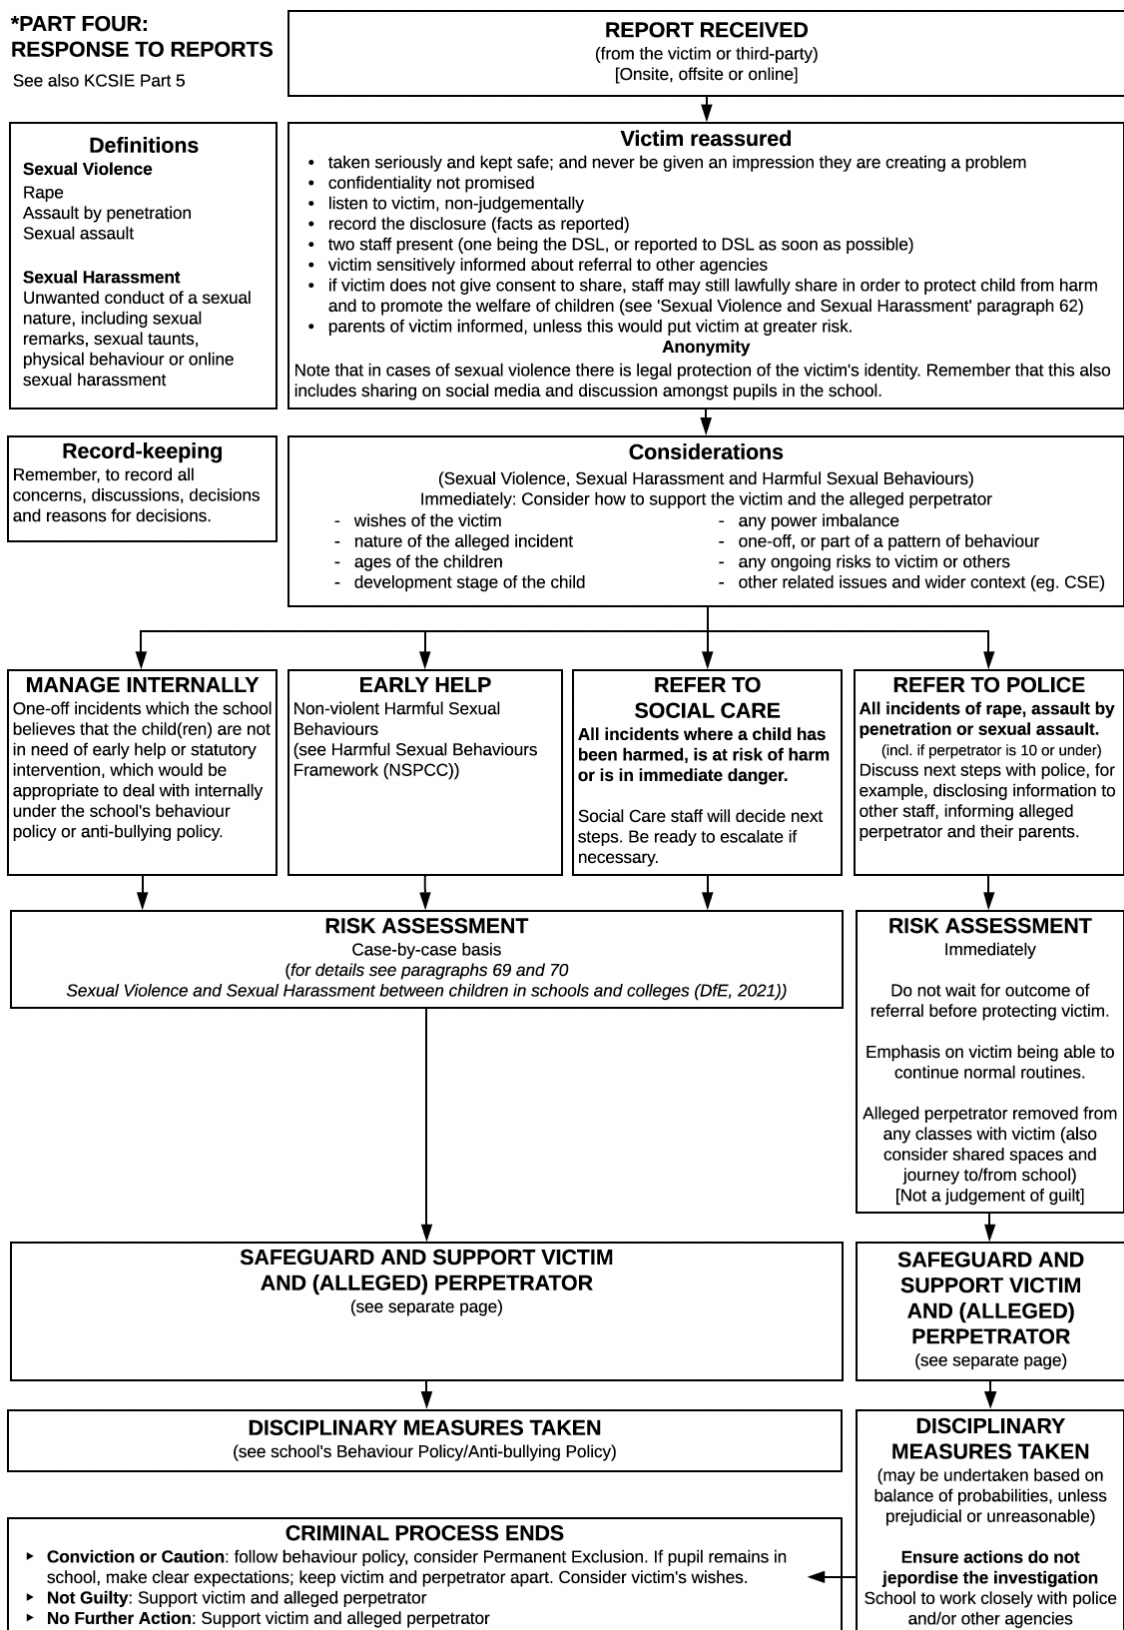 *PART FOUR:
RESPONSE TO REPORTS
See also KCSIE Part 5
REPORT RECEIVED
(from the victim or third-party)
[Onsite, offsite or online]
Definitions
Sexual Violence
Rape
Assault by penetration
Sexual assault
Sexual Harassment
Unwanted conduct of a sexual
nature, including sexual
remarks, sexual taunts,
physical behaviour or online
sexual harassment
Victim reassured
• taken seriously and kept safe; and never be given an impression they are creating a problem
• confidentiality not promised
• listen to victim, non-judgementally
• record the disclosure (facts as reported)
• two staff present (one being the DSL, or reported to DSL as soon as possible)
• victim sensitively informed about referral to other agencies
• if victim does not give consent to share, staff may still lawfully share in order to protect child from harm
and to promote the welfare of children (see 'Sexual Violence and Sexual Harassment' paragraph 62)
• parents of victim informed, unless this would put victim at greater risk.
Anonymity
Note that in cases of sexual violence there is legal protection of the victim's identity. Remember that this also
includes sharing on social media and discussion amongst pupils in the school.
Record-keeping
Remember, to record all
concerns, discussions, decisions
and reasons for decisions.
Considerations
(Sexual Violence, Sexual Harassment and Harmful Sexual Behaviours)
Immediately: Consider how to support the victim and the alleged perpetrator
- wishes of the victim
- nature of the alleged incident
- ages of the children
- development stage of the child
- any power imbalance
- one-off, or part of a pattern of behaviour
- any ongoing risks to victim or others
- other related issues and wider context (eg. CSE)
MANAGE INTERNALLY
One-off incidents which the school
believes that the child(ren) are not
in need of early help or statutory
intervention, which would be
appropriate to deal with internally
under the school's behaviour
policy or anti-bullying policy.
EARLY HELP
Non-violent Harmful Sexual
Behaviours
(see Harmful Sexual Behaviours
Framework (NSPCC))
REFER TO
SOCIAL CARE
All incidents where a child has
been harmed, is at risk of harm
or is in immediate danger.
Social Care staff will decide next
steps. Be ready to escalate if
necessary.
REFER TO POLICE
All incidents of rape, assault by
penetration or sexual assault.
(incl. if perpetrator is 10 or under)
Discuss next steps with police, for
example, disclosing information to
other staff, informing alleged
perpetrator and their parents.
RISK ASSESSMENT
Case-by-case basis
(for details see paragraphs 69 and 70
Sexual Violence and Sexual Harassment between children in schools and colleges (DfE, 2021))
RISK ASSESSMENT
Immediately
Do not wait for outcome of
referral before protecting victim.
Emphasis on victim being able to
continue normal routines.
Alleged perpetrator removed from
any classes with victim (also
consider shared spaces and
journey to/from school)
[Not a judgement of guilt]
SAFEGUARD AND SUPPORT VICTIM
AND (ALLEGED) PERPETRATOR
(see separate page)
SAFEGUARD AND
SUPPORT VICTIM
AND (ALLEGED)
PERPETRATOR
(see separate page)
DISCIPLINARY MEASURES TAKEN
(see school's Behaviour Policy/Anti-bullying Policy)
DISCIPLINARY
MEASURES TAKEN
(may be undertaken based on
balance of probabilities, unless
prejudicial or unreasonable)
Ensure actions do not
jepordise the investigation
School to work closely with police
and/or other agencies
CRIMINAL PROCESS ENDS
‣ Conviction or Caution: follow behaviour policy, consider Permanent Exclusion. If pupil remains in
school, make clear expectations; keep victim and perpetrator apart. Consider victim's wishes.
‣ Not Guilty: Support victim and alleged perpetrator
‣ No Further Action: Support victim and alleged perpetrator